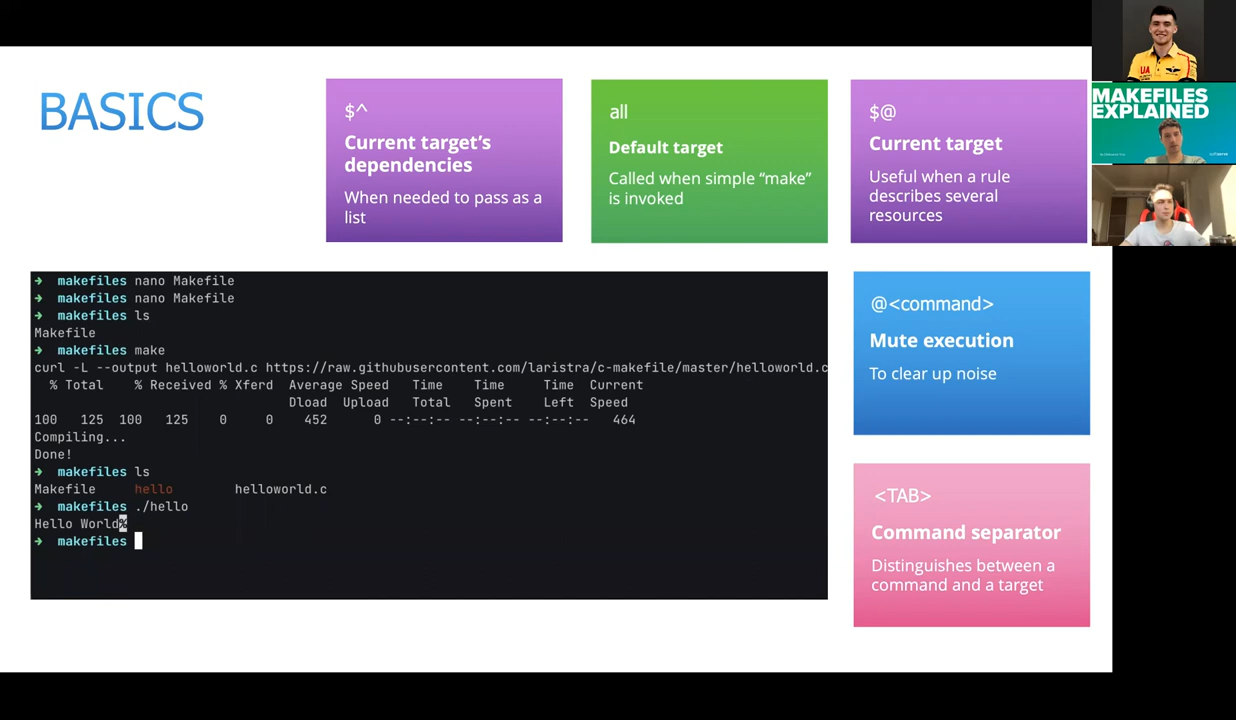 BASICS
$^
Current target’s
dependencies
When needed to pass as a
list
all
Default target
Called when simple “make”
is invoked
$@
Current target
Useful when a rule
describes several
resources
UA
MAKEFILES
EXPLAINED
➜ makefiles nano Makefile
➜ makefiles nano Makefile
➜ makefiles ls
Makefile
➜ makefiles make
curl -L --output helloworld.c https://raw.githubusercontent.com/laristra/c-makefile/master/helloworld.c
% Total % Received % Xferd Average Speed Time Time Time Current
Dload Upload Total Spent Left Speed
100 125 100 125 0 0 452 0 --:--:-- --:--:-- --:--:-- 464
Compiling...
Done!
➜ makefiles ls
Makefile hello helloworld.c
➜ makefiles ./hello
Hello World%
➜ makefiles
@<command>
Mute execution
To clear up noise
<TAB>
Command separator
Distinguishes between a
command and a target